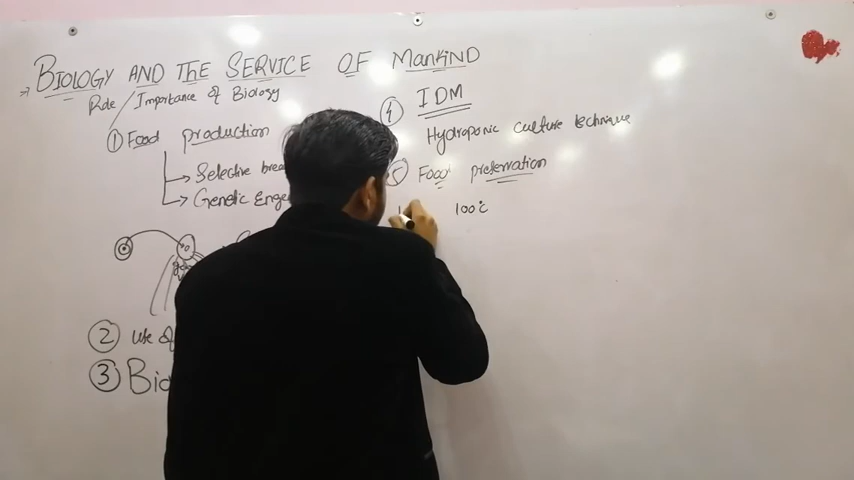 BIOLOGY AND THE SERVICE OF MANKIND
Role / Importance of Biology
① Food production
→ Selective bree
→ Genetic Enge
② Use of
③ Bio
④ IDM
Hydroponic culture technique
⑤ Food preservation
100°C